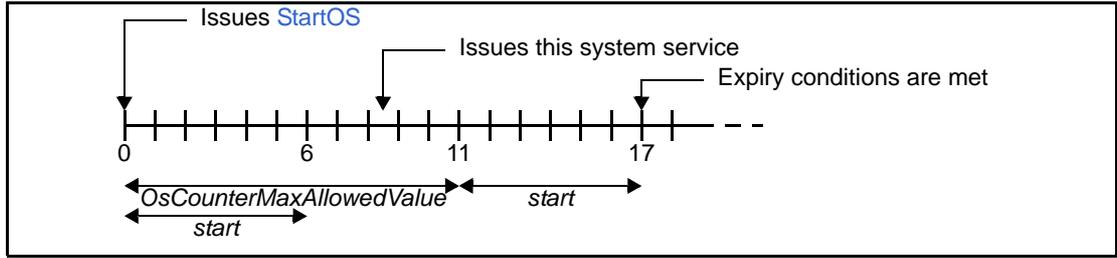 Issues StartOS
Issues this system service
Expiry conditions are met
0 6 11 17
OsCounterMaxAllowedValue start
start